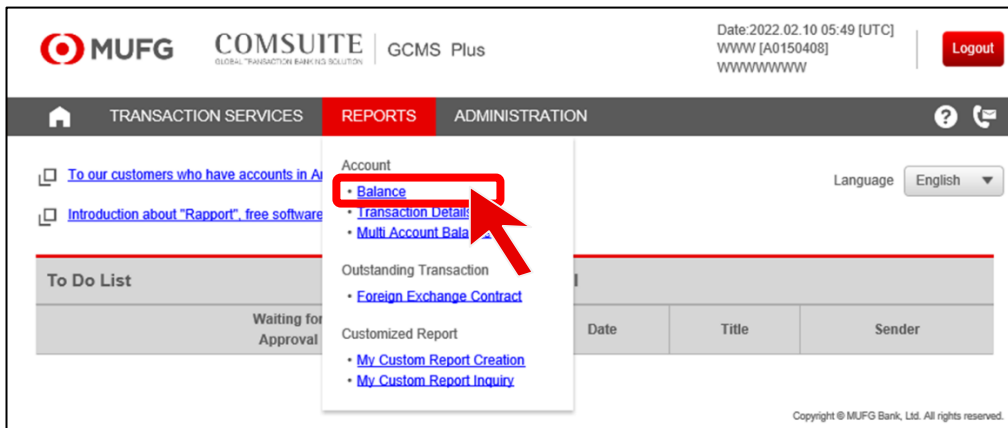 MUFG
COMSUITE
GLOBAL TRANSACTION BANKING SOLUTION
GCMS Plus
Date:2022.02.10 05:49 [UTC]
WWW [A0150408]
WWWWWWWW
Logout
TRANSACTION SERVICES
REPORTS
ADMINISTRATION
?
To our customers who have accounts in
Introduction about "Rapport", free software
Language
English
Account
• Balance
• Transaction Details
• Multi Account
Outstanding Transaction
• Foreign Exchange Contract
Customized Report
• My Custom Report Creation
• My Custom Report Inquiry
To Do List
Waiting for
Approval
Date
Title
Sender
Copyright © MUFG Bank, Ltd. All rights reserved.